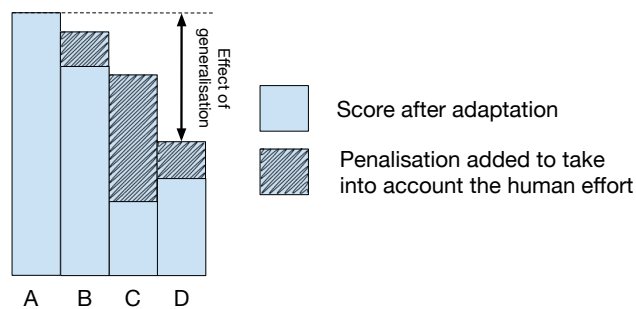 Effect of
generalisation
Score after adaptation
Penalisation added to take
into account the human effort
A B C D